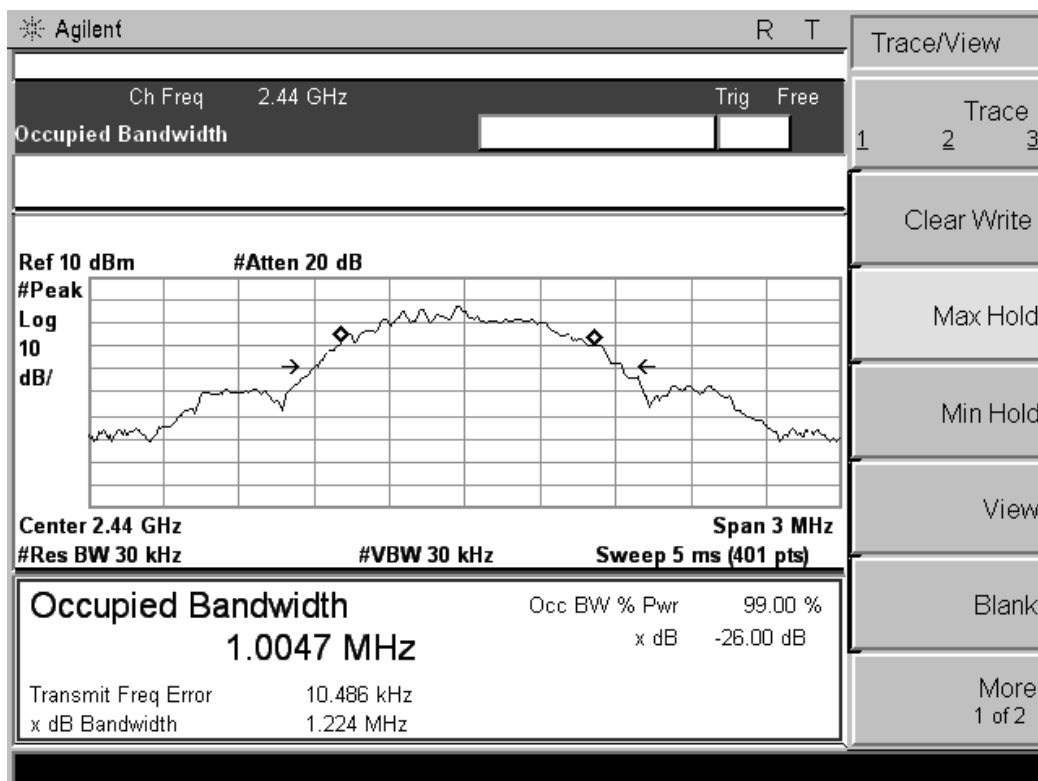 Agilent R T
Ch Freq 2.44 GHz Trig Free
Occupied Bandwidth
Ref 10 dBm #Atten 20 dB
#Peak
Log
10
dB/
Center 2.44 GHz Span 3 MHz
#Res BW 30 kHz #VBW 30 kHz Sweep 5 ms (401 pts)
Occupied Bandwidth
1.0047 MHz
Occ BW % Pwr 99.00 %
x dB -26.00 dB
Transmit Freq Error 10.486 kHz
x dB Bandwidth 1.224 MHz
Trace/View
Trace
1 2 3
Clear Write
Max Hold
Min Hold
View
Blank
More
1 of 2